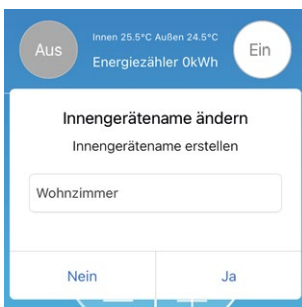 Aus
Innen 25.5°C Außen 24.5°C
Energiezähler 0kWh
Ein
Innengerätename ändern
Innengerätename erstellen
Wohnzimmer
Nein
Ja